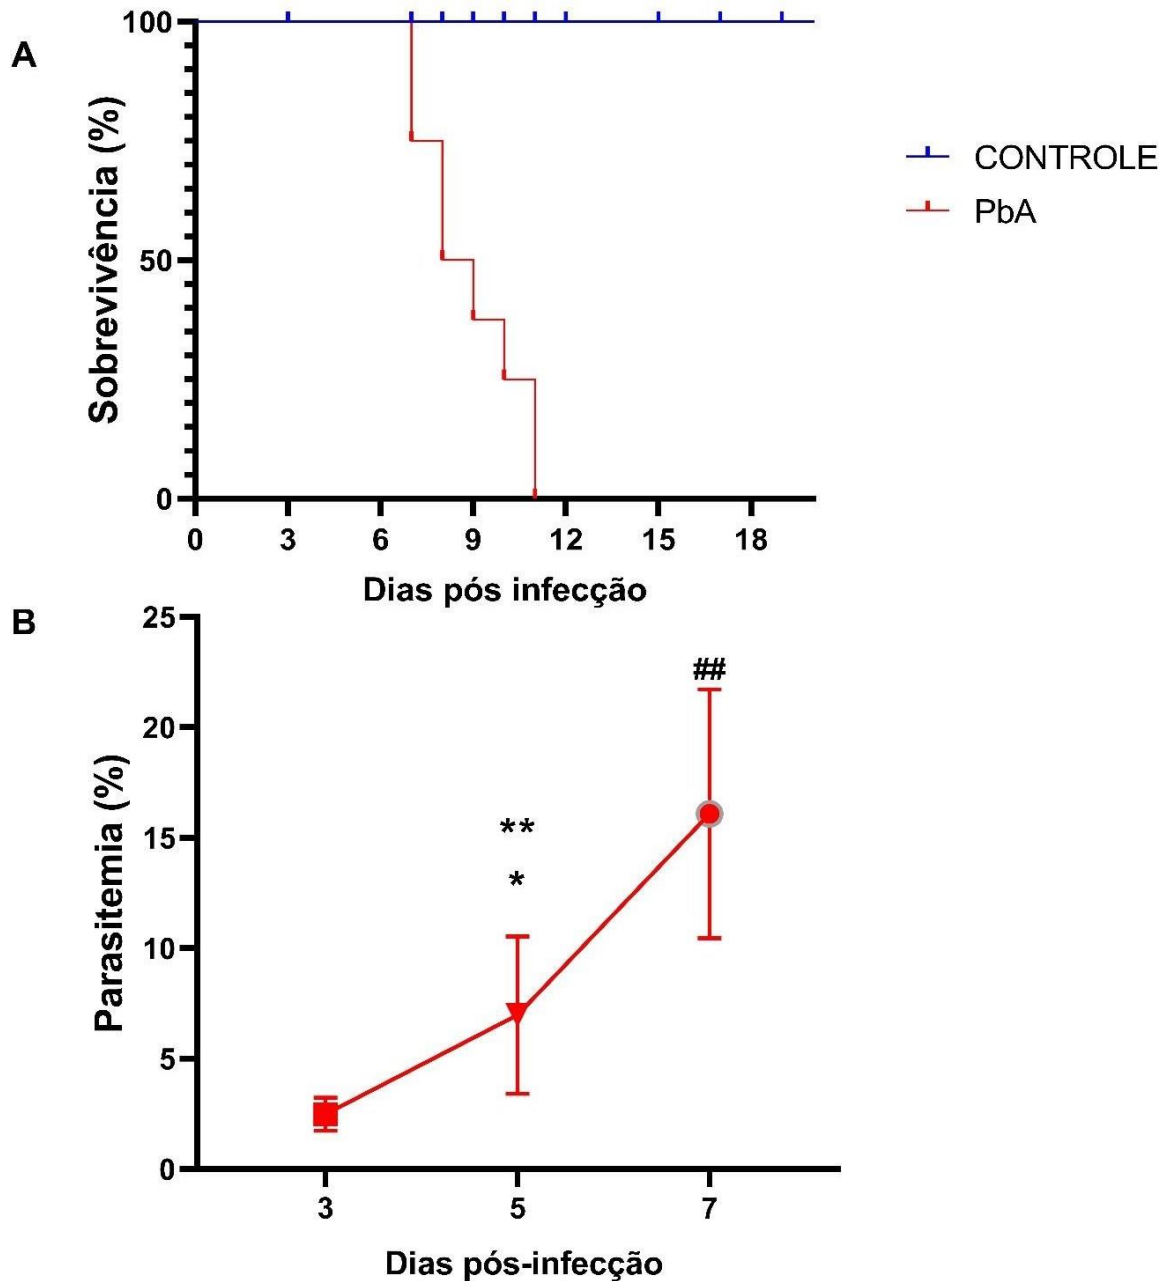 A
Sobrevivência (%)
100
50
0
0 3 6 9 12 15 18
Dias pós infecção
CONTROLE
PbA
B
Parasitemia (%)
25
20
15
10
5
0
**
*
##
3 5 7
Dias pós-infecção